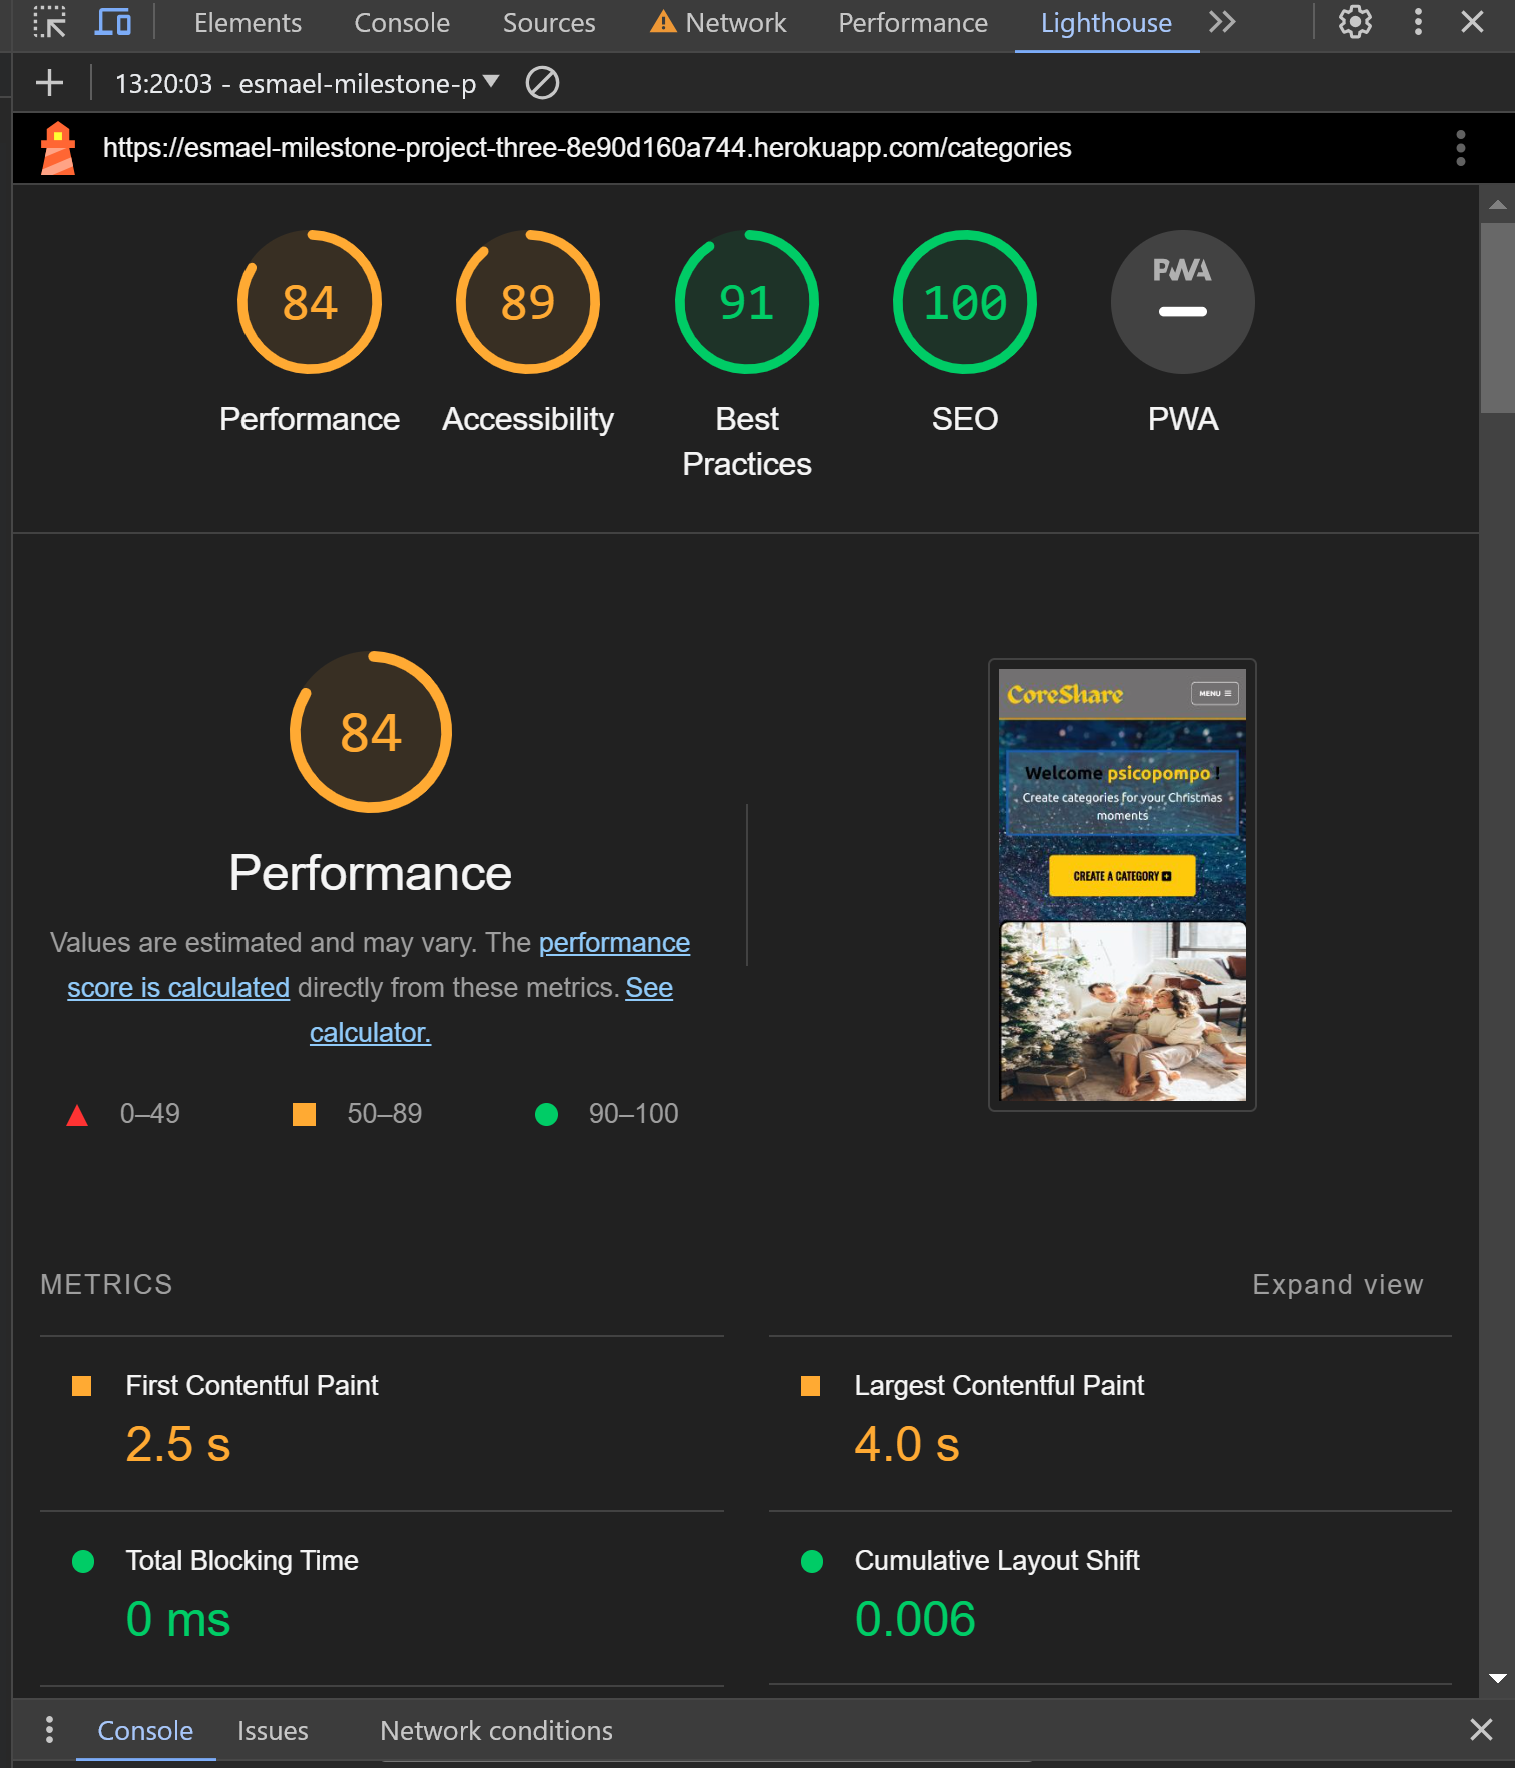 Elements Console Sources Network Performance Lighthouse
13:20:03 - esmael-milestone-p
https://esmael-milestone-project-three-8e90d160a744.herokuapp.com/categories
84 89 91 100 PWA
Performance Accessibility Best Practices SEO PWA
84
Performance
Values are estimated and may vary. The performance
score is calculated directly from these metrics. See
calculator.
0–49 50–89 90–100
CoreShare MENU
Welcome psicopompo !
Create categories for your Christmas
moments
CREATE A CATEGORY
METRICS Expand view
First Contentful Paint
2.5 s
Largest Contentful Paint
4.0 s
Total Blocking Time
0 ms
Cumulative Layout Shift
0.006
Console Issues Network conditions